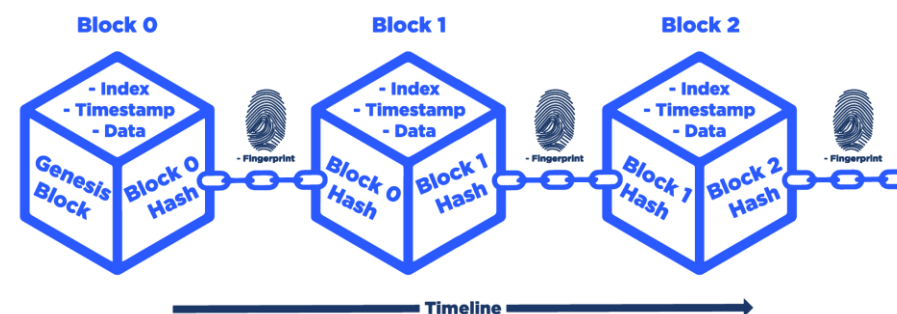 Block 0
Block 1
Block 2
- Index
- Timestamp
- Data
Genesis
Block
Block 0
Hash
- Fingerprint
- Index
- Timestamp
- Data
Block 0
Hash
Block 1
Hash
- Fingerprint
- Index
- Timestamp
- Data
Block 1
Hash
Block 2
Hash
- Fingerprint
Timeline